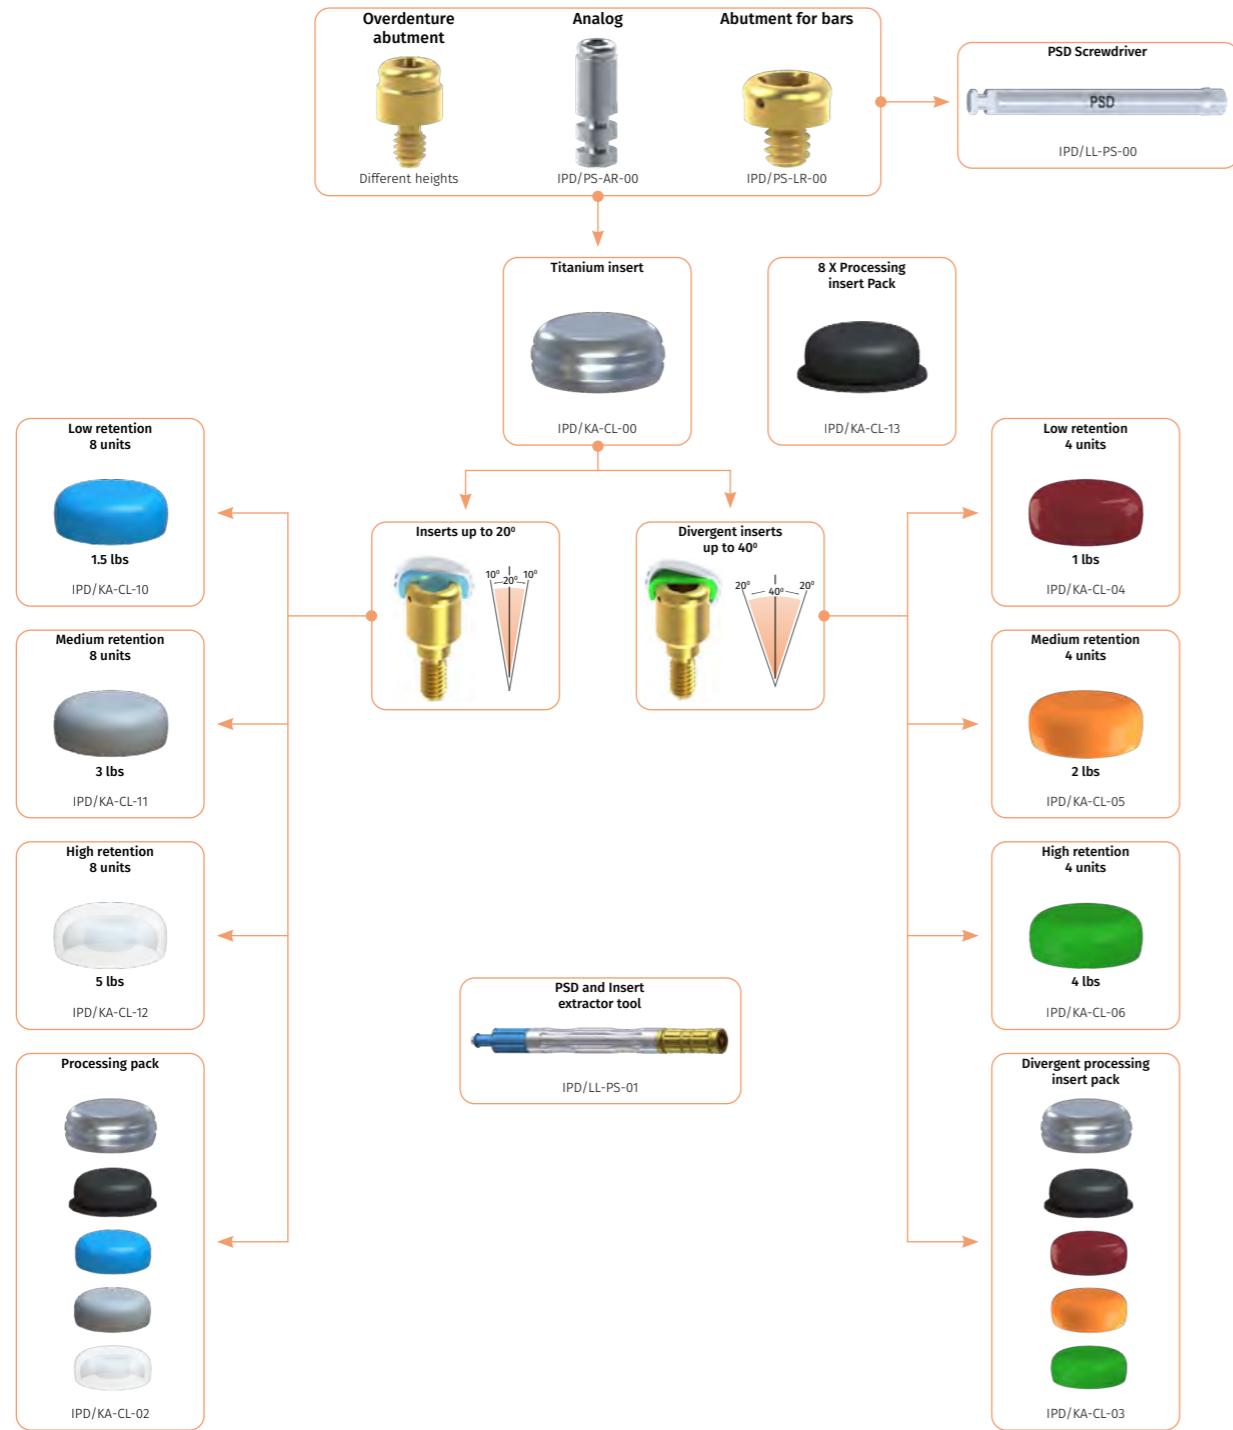 Overdenture
abutment
Different heights
Analog
IPD/PS-AR-00
Abutment for bars
IPD/PS-LR-00
PSD Screwdriver
PSD
IPD/LL-PS-00
Titanium insert
IPD/KA-CL-00
8 X Processing
insert Pack
IPD/KA-CL-13
Low retention
8 units
1.5 lbs
IPD/KA-CL-10
Inserts up to 20º
10º 20º 10º
Divergent inserts
up to 40º
20º 40º 20º
Low retention
4 units
1 lbs
IPD/KA-CL-04
Medium retention
8 units
3 lbs
IPD/KA-CL-11
Medium retention
4 units
2 lbs
IPD/KA-CL-05
High retention
8 units
5 lbs
IPD/KA-CL-12
High retention
4 units
4 lbs
IPD/KA-CL-06
PSD and Insert
extractor tool
IPD/LL-PS-01
Processing pack
IPD/KA-CL-02
Divergent processing
insert pack
IPD/KA-CL-03